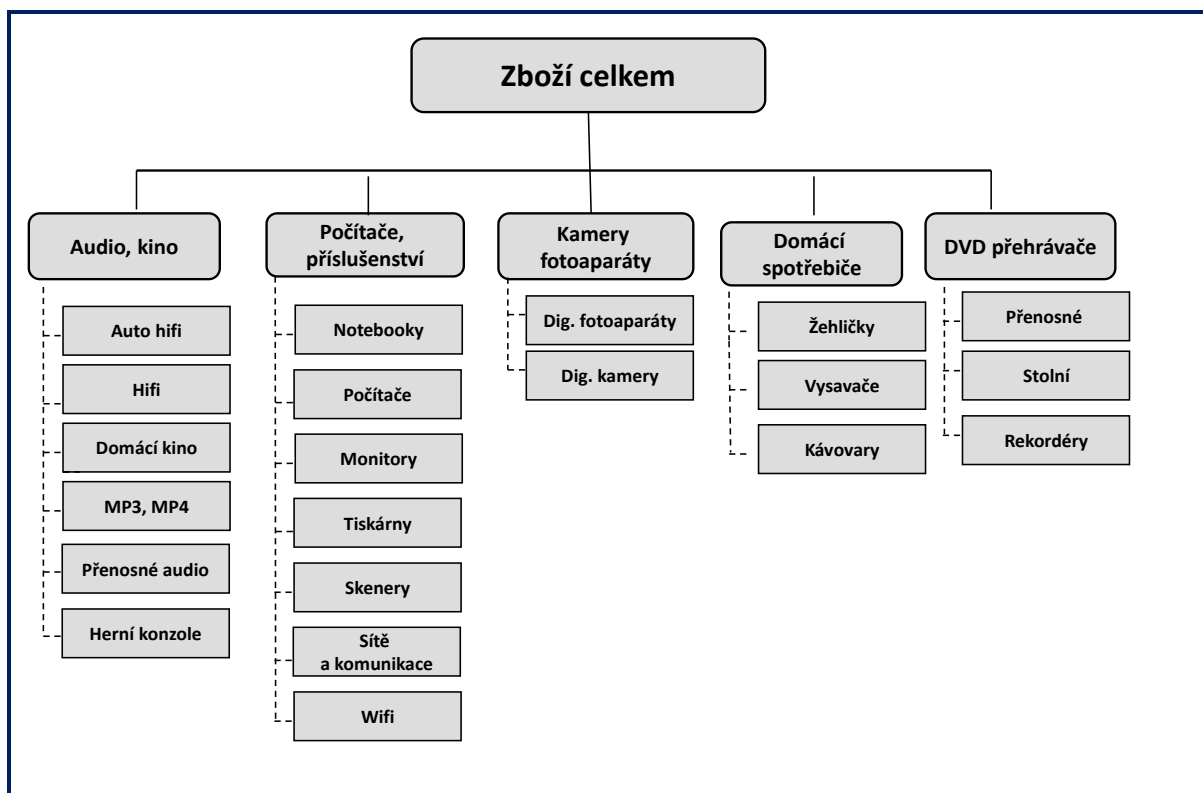 Zboží celkem
Audio, kino
Auto hifi
Hifi
Domácí kino
MP3, MP4
Přenosné audio
Herní konzole
Počítače,
příslušenství
Notebooky
Počítače
Monitory
Tiskárny
Skenery
Sítě
a komunikace
Wifi
Kamery
fotoaparáty
Dig. fotoaparáty
Dig. kamery
Domácí
spotřebiče
Žehličky
Vysavače
Kávovary
DVD přehrávače
Přenosné
Stolní
Rekordéry